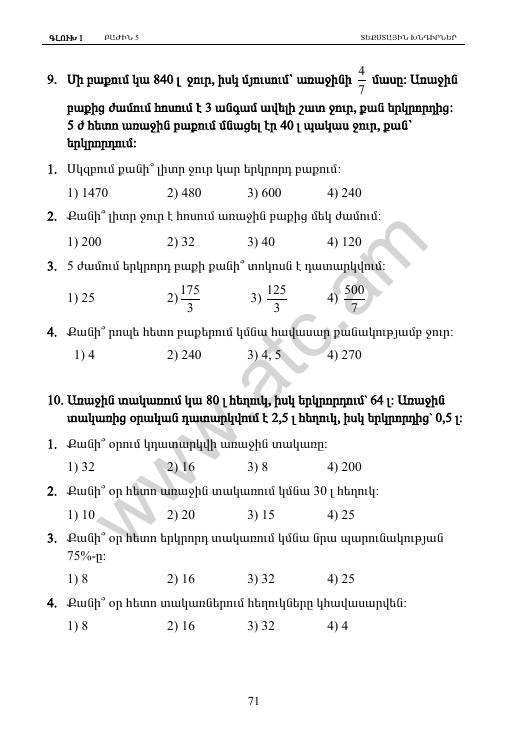 ԳԼՈՒԽ 1 ԲԱԺԻՆ 5 ՏԵՔՍՏԱՅԻՆ ԽՆԴԻՐՆԵՐ
9. Մի բաքում կա 840 լ ջուր, իսկ մյուսում՝ առաջինի 4/7 մասը: Առաջին
բաքից ժամում հոսում է 3 անգամ ավելի շատ ջուր, քան երկրորդից:
5 ժ հետո առաջին բաքում մնացել էր 40 լ պակաս ջուր, քան՝
երկրորդում:
1. Սկզբում քանի՞ լիտր ջուր կար երկրորդ բաքում:
1) 1470 2) 480 3) 600 4) 240
2. Քանի՞ լիտր ջուր է հոսում առաջին բաքից մեկ ժամում:
1) 200 2) 32 3) 40 4) 120
3. 5 ժամում երկրորդ բաքի քանի՞ տոկոսն է դատարկվում:
1) 25 2) 175/3 3) 125/3 4) 500/7
4. Քանի՞ րոպե հետո բաքերում կմնա հավասար քանակությամբ ջուր:
1) 4 2) 240 3) 4, 5 4) 270
10. Առաջին տակառում կա 80 լ հեղուկ, իսկ երկրորդում՝ 64 լ: Առաջին
տակառից օրական դատարկվում է 2,5 լ հեղուկ, իսկ երկրորդից՝ 0,5 լ:
1. Քանի՞ օրում կդատարկվի առաջին տակառը:
1) 32 2) 16 3) 8 4) 200
2. Քանի՞ օր հետո առաջին տակառում կմնա 30 լ հեղուկ:
1) 10 2) 20 3) 15 4) 25
3. Քանի՞ օր հետո երկրորդ տակառում կմնա նրա պարունակության
75%-ը:
1) 8 2) 16 3) 32 4) 25
4. Քանի՞ օր հետո տակառներում հեղուկները կհավասարվեն:
1) 8 2) 16 3) 32 4) 4
www.atc.am
71